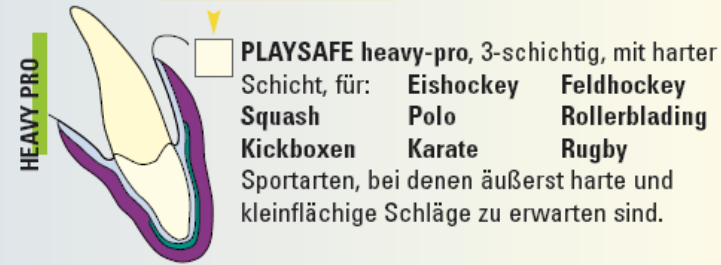 HEAVY PRO
PLAYSAFE heavy-pro, 3-schichtig, mit harter
Schicht, für: Eishockey Feldhockey
Squash Polo Rollerblading
Kickboxen Karate Rugby
Sportarten, bei denen äußerst harte und
kleinflächige Schläge zu erwarten sind.